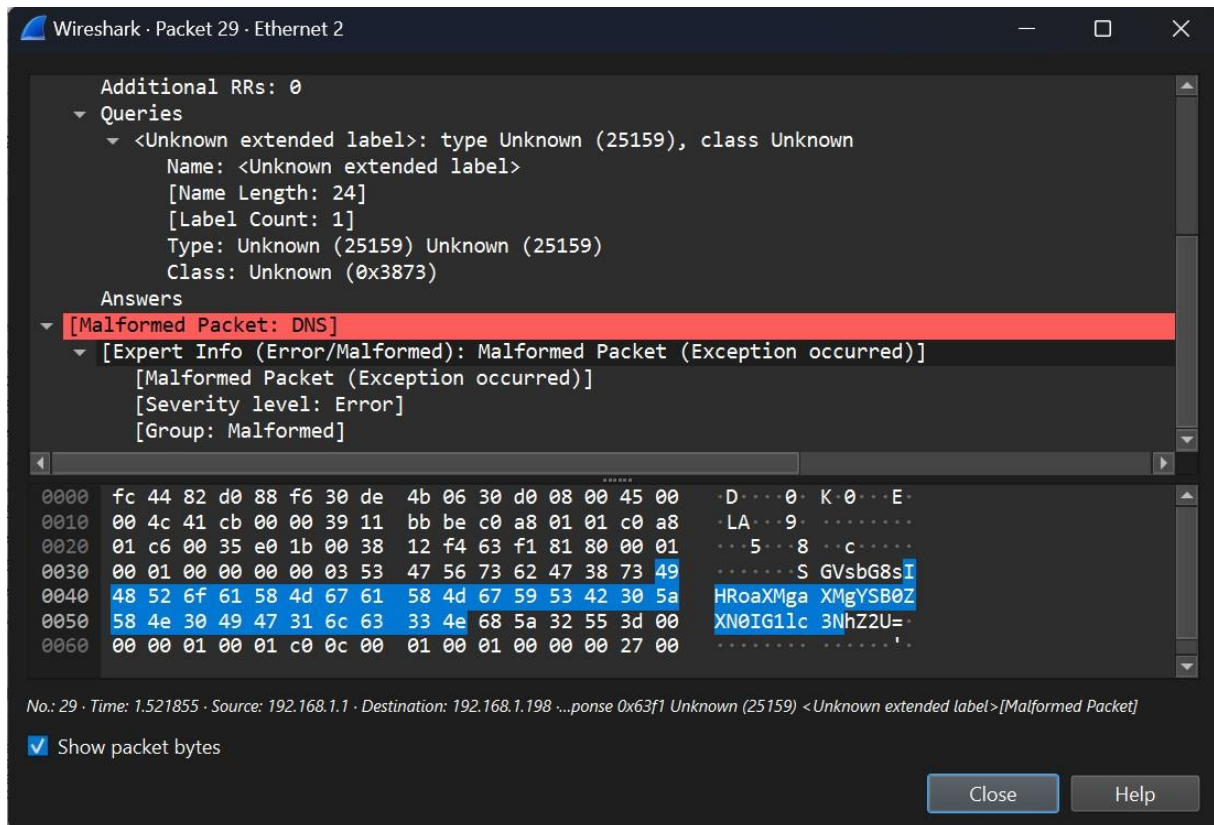 Wireshark · Packet 29 · Ethernet 2
Additional RRs: 0
Queries
<Unknown extended label>: type Unknown (25159), class Unknown
Name: <Unknown extended label>
[Name Length: 24]
[Label Count: 1]
Type: Unknown (25159) Unknown (25159)
Class: Unknown (0x3873)
Answers
[Malformed Packet: DNS]
[Expert Info (Error/Malformed): Malformed Packet (Exception occurred)]
[Malformed Packet (Exception occurred)]
[Severity level: Error]
[Group: Malformed]
0000 fc 44 82 d0 88 f6 30 de 4b 06 30 d0 08 00 45 00 ·D····0· K·0···E·
0010 00 4c 41 cb 00 00 39 11 bb be c0 a8 01 01 c0 a8 ·LA···9· ········
0020 01 c6 00 35 e0 1b 00 38 12 f4 63 f1 81 80 00 01 ···5···8 ··c·····
0030 00 01 00 00 00 00 03 53 47 56 73 62 47 38 73 49 ·······S GVsbG8sI
0040 48 52 6f 61 58 4d 67 61 58 4d 67 59 53 42 30 5a HRoaXMga XMgYSB0Z
0050 58 4e 30 49 47 31 6c 63 33 4e 68 5a 32 55 3d 00 XN0IG1lc 3NhZ2U=·
0060 00 00 01 00 01 c0 0c 00 01 00 01 00 00 00 27 00 ········ ······'·
No.: 29 · Time: 1.521855 · Source: 192.168.1.1 · Destination: 192.168.1.198 ·...ponse 0x63f1 Unknown (25159) <Unknown extended label>[Malformed Packet]
Show packet bytes
Close
Help